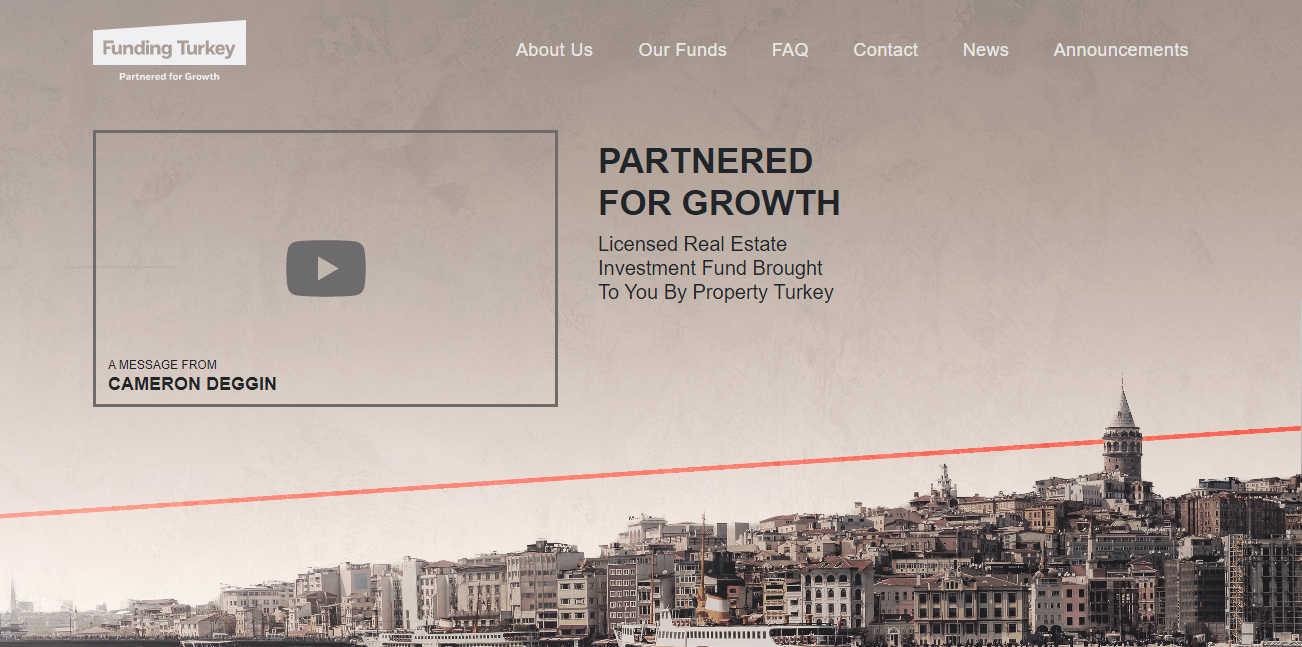 Funding Turkey
Partnered for Growth
About Us Our Funds FAQ Contact News Announcements
A MESSAGE FROM
CAMERON DEGGIN
PARTNERED
FOR GROWTH
Licensed Real Estate
Investment Fund Brought
To You By Property Turkey